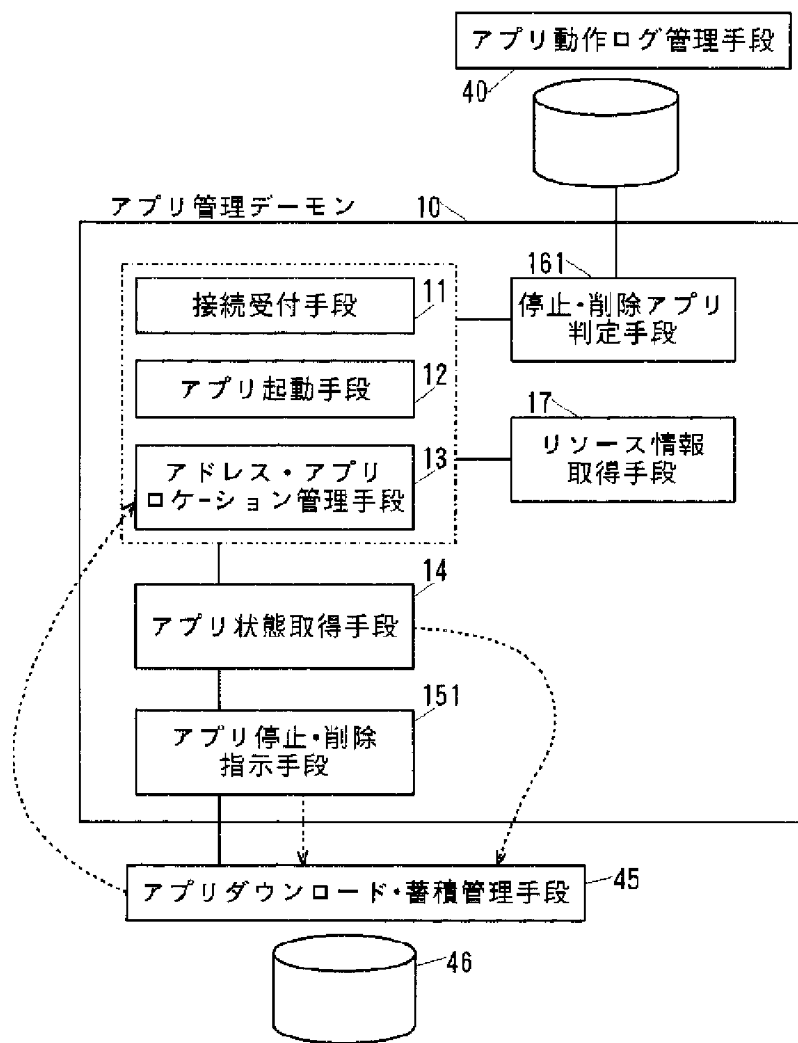 アプリ動作ログ管理手段
40
アプリ管理デーモン
10
161
接続受付手段
11
停止・削除アプリ
判定手段
アプリ起動手段
12
17
アドレス・アプリ
ロケーション管理手段
13
リソース情報
取得手段
14
アプリ状態取得手段
151
アプリ停止・削除
指示手段
アプリダウンロード・蓄積管理手段
45
46